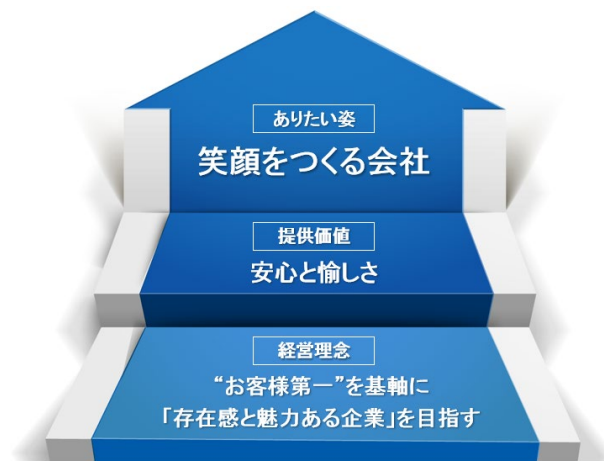 ありたい姿
笑顔をつくる会社
提供価値
安心と愉しさ
経営理念
“お客様第一”を基軸に
「存在感と魅力ある企業」を目指す